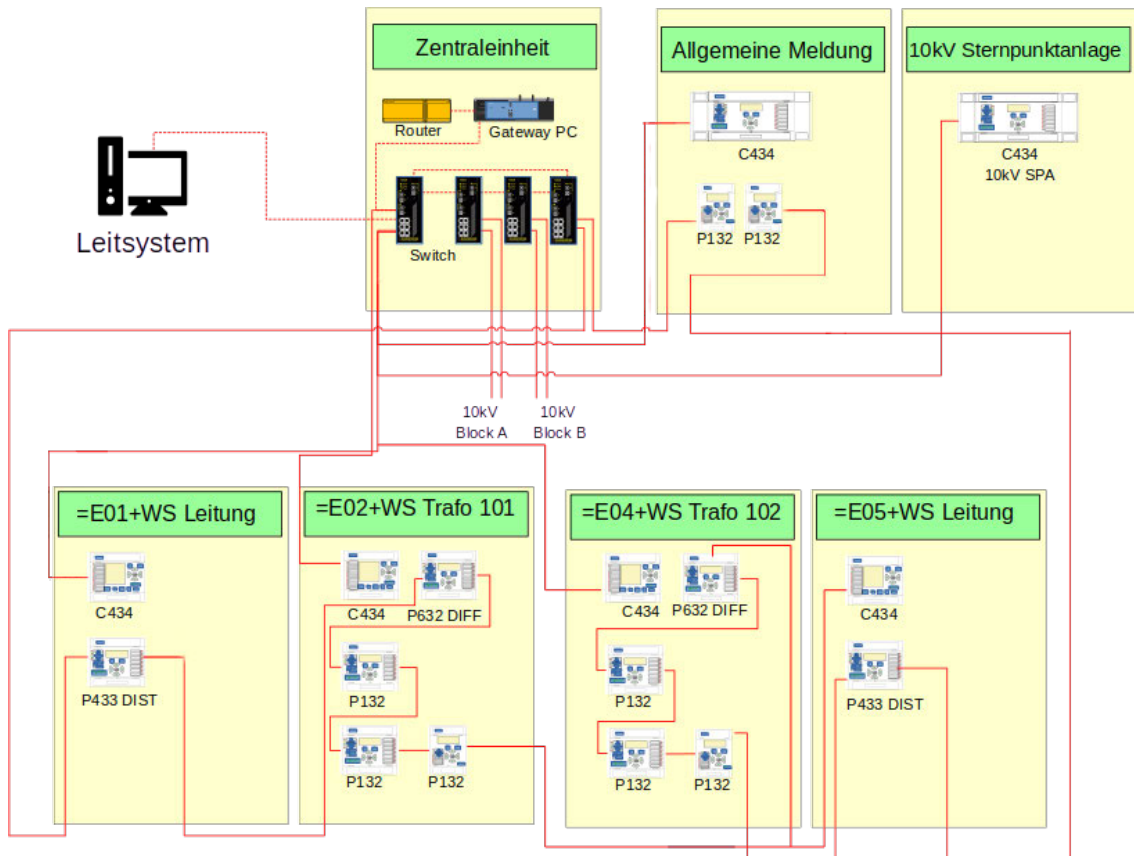 Zentraleinheit
Allgemeine Meldung
10kV Sternpunktanlage
Router
Gateway PC
C434
C434
10kV SPA
P132
P132
Leitsystem
Switch
10kV
Block A
10kV
Block B
=E01+WS Leitung
=E02+WS Trafo 101
=E04+WS Trafo 102
=E05+WS Leitung
C434
C434
P632 DIFF
C434
P632 DIFF
C434
P433 DIST
P132
P132
P433 DIST
P132
P132
P132
P132